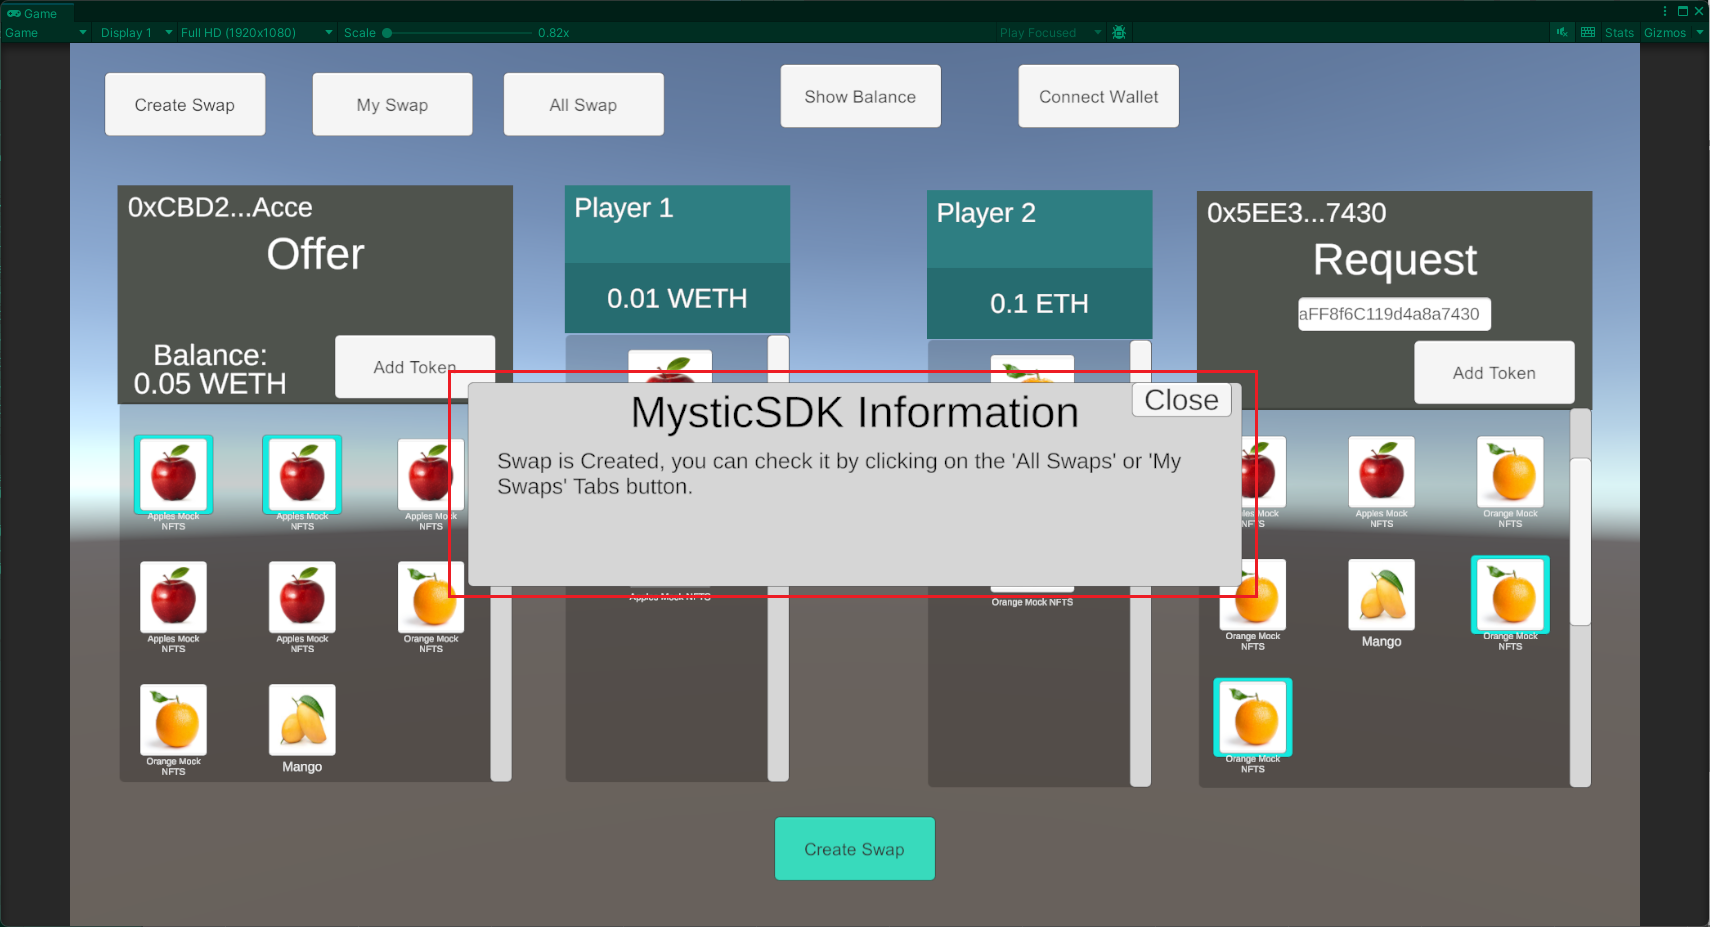 Game
Game
Display 1
Full HD (1920x1080)
Scale
0.82x
Play Focused
Stats
Gizmos
Create Swap
My Swap
All Swap
Show Balance
Connect Wallet
0xCBD2...Acce
Offer
Balance:
0.05 WETH
Add Token
Player 1
0.01 WETH
Player 2
0.1 ETH
0x5EE3...7430
Request
aFF8f6C119d4a8a7430
Add Token
MysticSDK Information
Close
Swap is Created, you can check it by clicking on the 'All Swaps' or 'My
Swaps' Tabs button.
Apples Mock
NFTS
Apples Mock
NFTS
Apples Mock
NFTS
Apples Mock
NFTS
Apples Mock
NFTS
Orange Mock
NFTS
Orange Mock
NFTS
Mango
Apples Mock NFTS
Orange Mock NFTS
NFTS
Apples Mock
NFTS
Orange Mock
NFTS
Orange Mock
NFTS
Mango
Orange Mock
NFTS
Orange Mock
NFTS
Create Swap